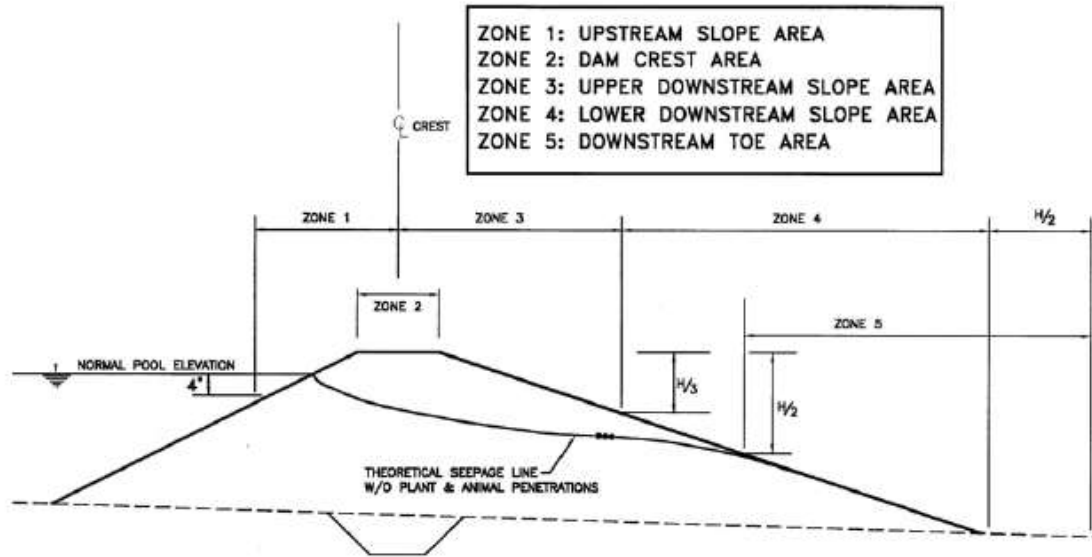 ZONE 1: UPSTREAM SLOPE AREA
ZONE 2: DAM CREST AREA
ZONE 3: UPPER DOWNSTREAM SLOPE AREA
ZONE 4: LOWER DOWNSTREAM SLOPE AREA
ZONE 5: DOWNSTREAM TOE AREA
℄ CREST
ZONE 1
ZONE 3
ZONE 4
H/2
ZONE 2
ZONE 5
NORMAL POOL ELEVATION
4'
H/3
H/2
THEORETICAL SEEPAGE LINE
W/O PLANT & ANIMAL PENETRATIONS